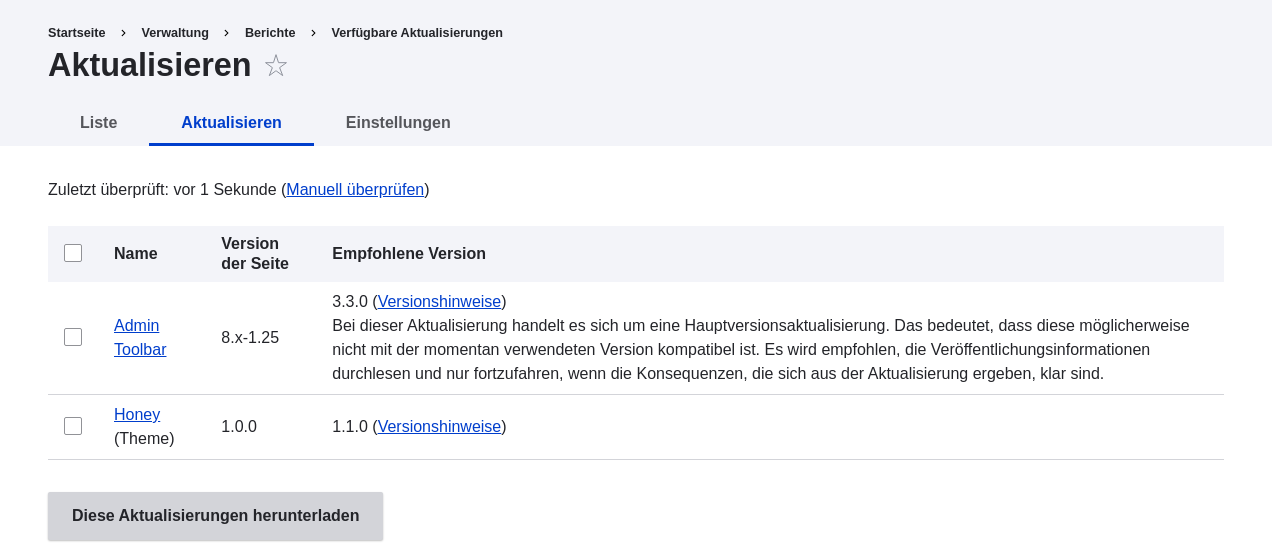 Startseite › Verwaltung › Berichte › Verfügbare Aktualisierungen
Aktualisieren ☆
Liste Aktualisieren Einstellungen
Zuletzt überprüft: vor 1 Sekunde (Manuell überprüfen)
Name
Version
der Seite
Empfohlene Version
Admin
Toolbar
8.x-1.25
3.3.0 (Versionshinweise)
Bei dieser Aktualisierung handelt es sich um eine Hauptversionsaktualisierung. Das bedeutet, dass diese möglicherweise
nicht mit der momentan verwendeten Version kompatibel ist. Es wird empfohlen, die Veröffentlichungsinformationen
durchlesen und nur fortzufahren, wenn die Konsequenzen, die sich aus der Aktualisierung ergeben, klar sind.
Honey
(Theme)
1.0.0
1.1.0 (Versionshinweise)
Diese Aktualisierungen herunterladen